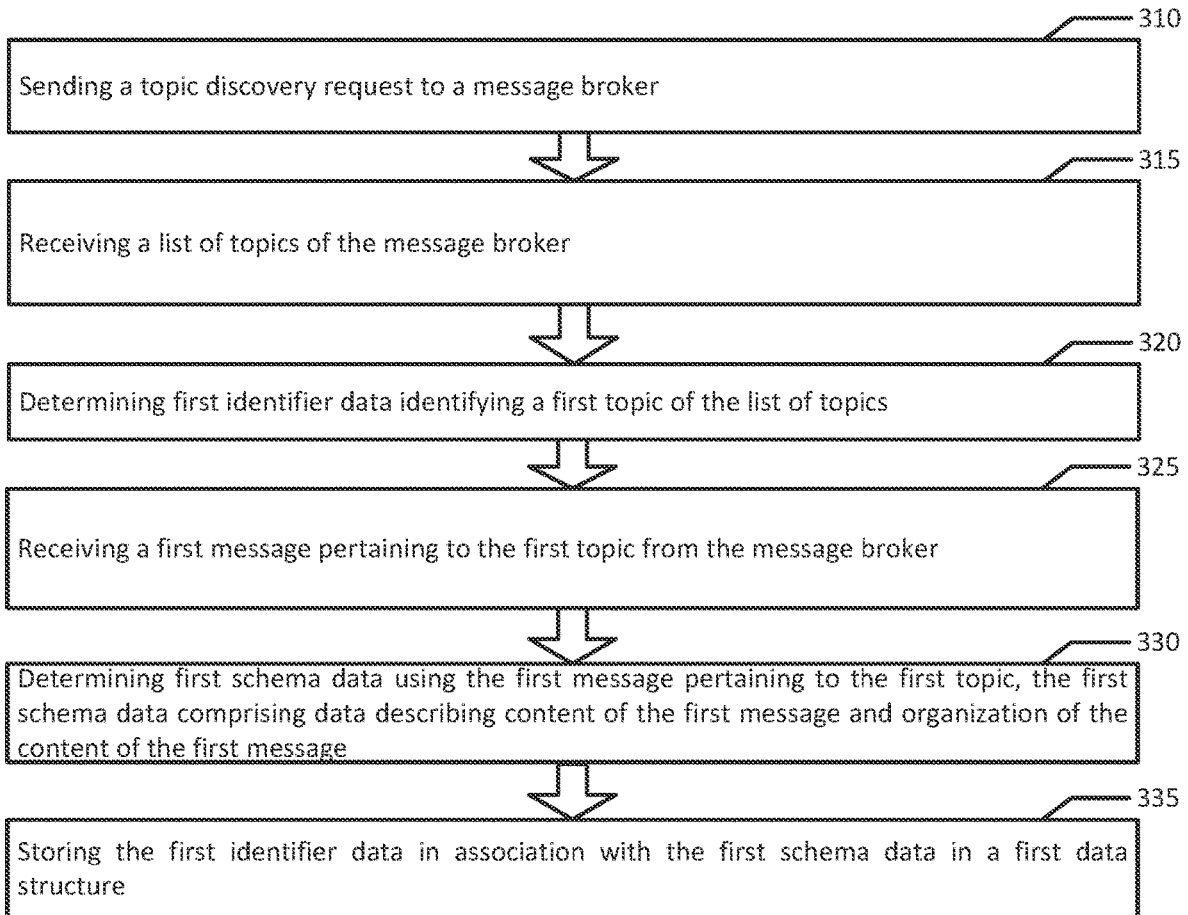 310
Sending a topic discovery request to a message broker
315
Receiving a list of topics of the message broker
320
Determining first identifier data identifying a first topic of the list of topics
325
Receiving a first message pertaining to the first topic from the message broker
330
Determining first schema data using the first message pertaining to the first topic, the first
schema data comprising data describing content of the first message and organization of the
content of the first message
335
Storing the first identifier data in association with the first schema data in a first data
structure